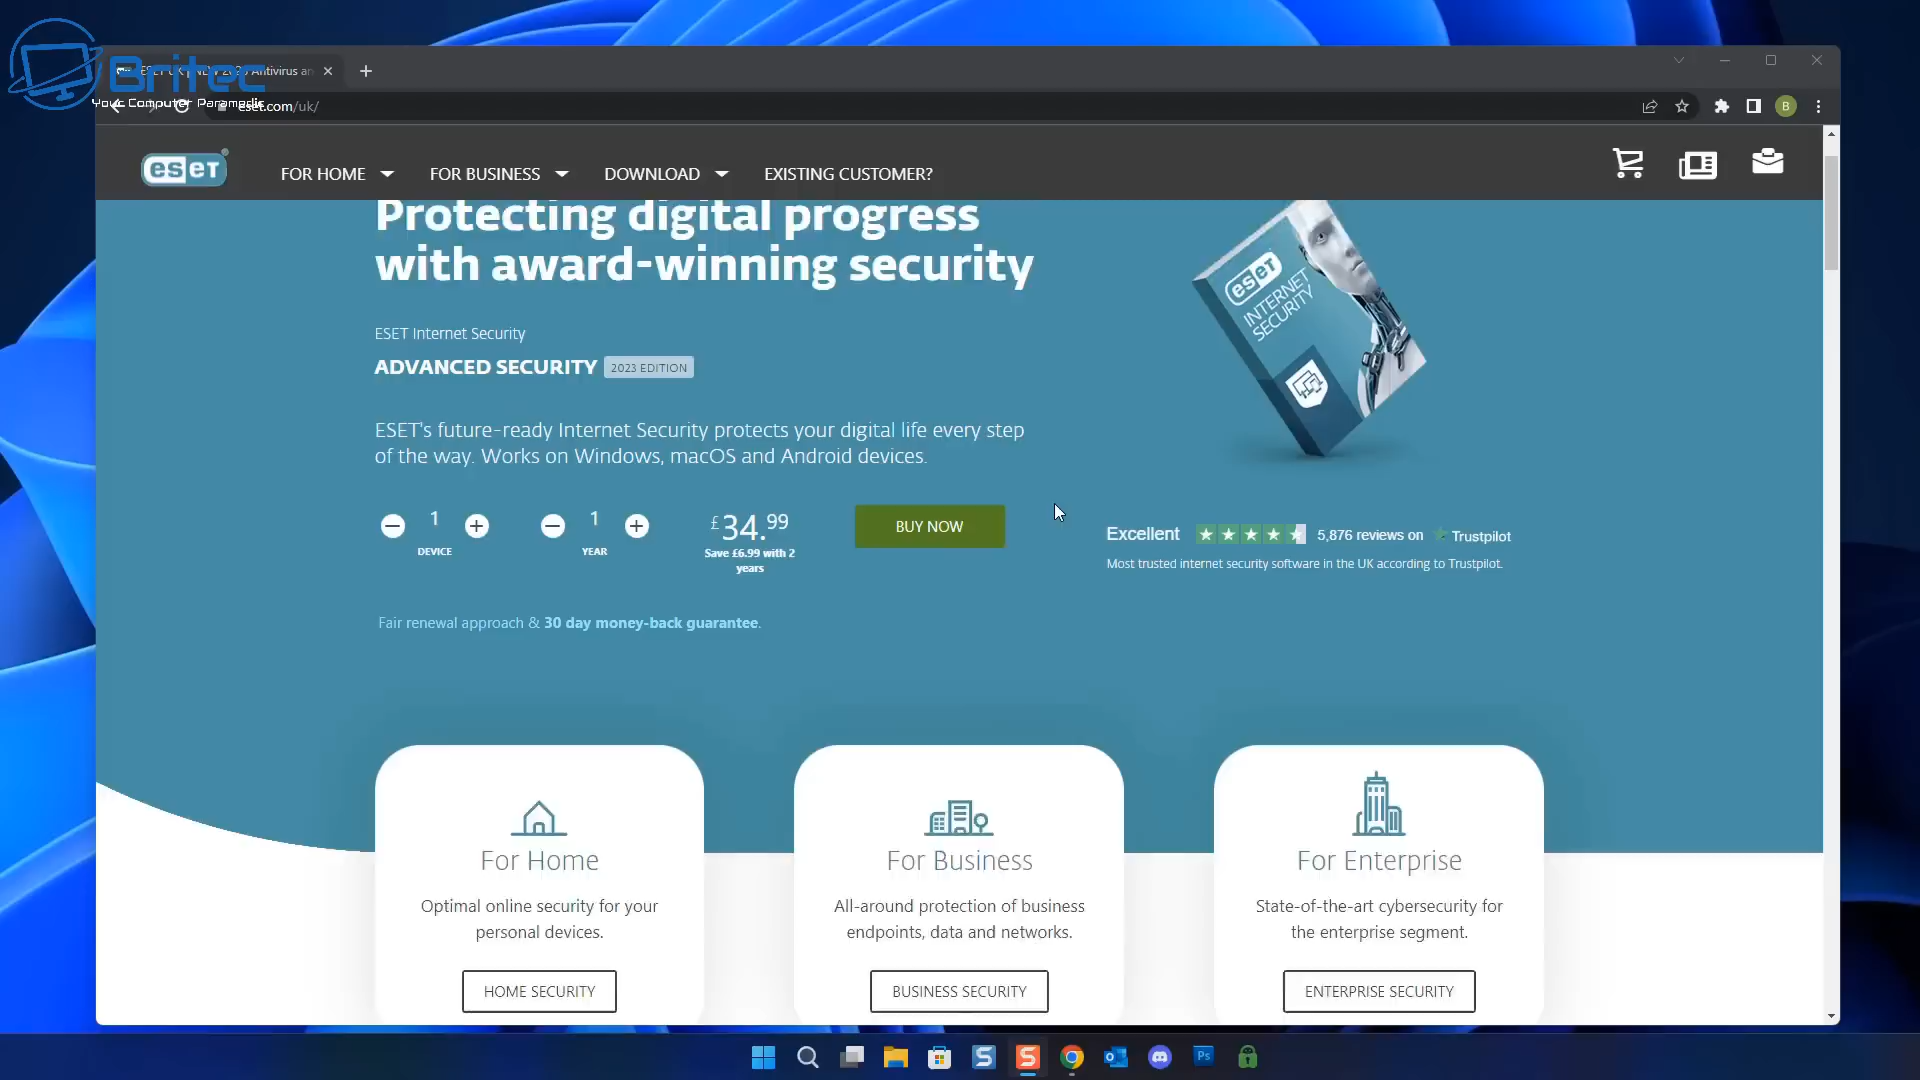 Britec
Your Computer Paramedic
Antivirus an
eset.com/uk/
B
eset
FOR HOME
FOR BUSINESS
DOWNLOAD
EXISTING CUSTOMER?
Protecting digital progress
with award-winning security
ESET Internet Security
ADVANCED SECURITY 2023 EDITION
ESET's future-ready Internet Security protects your digital life every step
of the way. Works on Windows, macOS and Android devices.
1
DEVICE
1
YEAR
£34.99
Save £6.99 with 2
years
BUY NOW
eset
INTERNET
SECURITY
Excellent 5,876 reviews on Trustpilot
Most trusted internet security software in the UK according to Trustpilot.
Fair renewal approach & 30 day money-back guarantee.
For Home
Optimal online security for your
personal devices.
HOME SECURITY
For Business
All-around protection of business
endpoints, data and networks.
BUSINESS SECURITY
For Enterprise
State-of-the-art cybersecurity for
the enterprise segment.
ENTERPRISE SECURITY
S
S
Ps